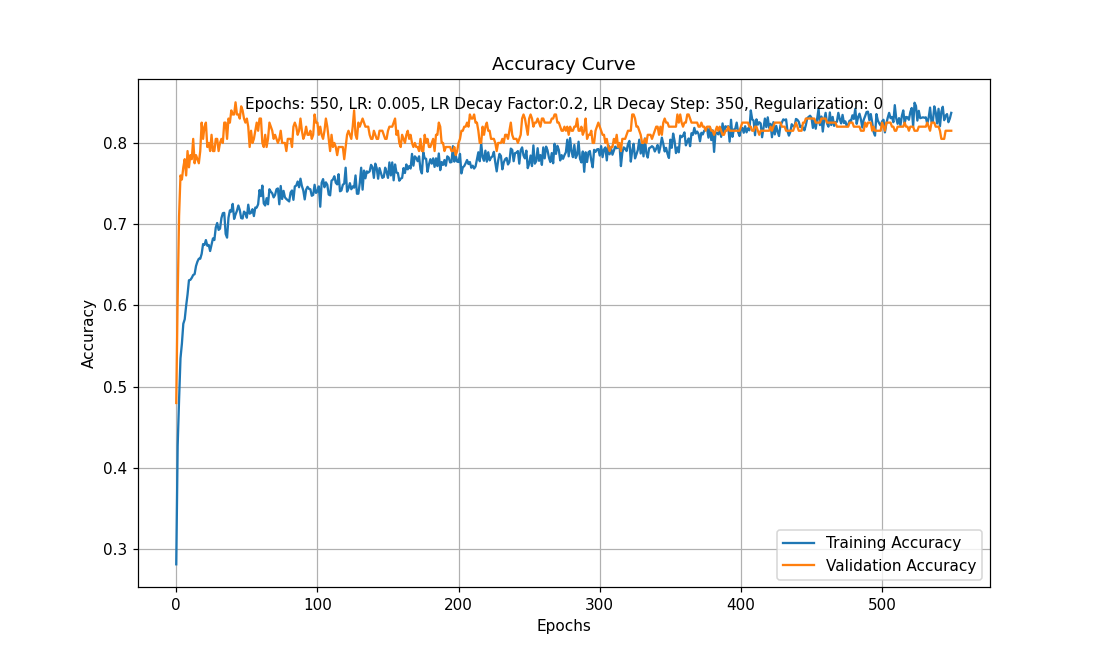 Accuracy Curve
Epochs: 550, LR: 0.005, LR Decay Factor:0.2, LR Decay Step: 350, Regularization: 0
Accuracy
0.8
0.7
0.6
0.5
0.4
0.3
Training Accuracy
Validation Accuracy
0 100 200 300 400 500
Epochs